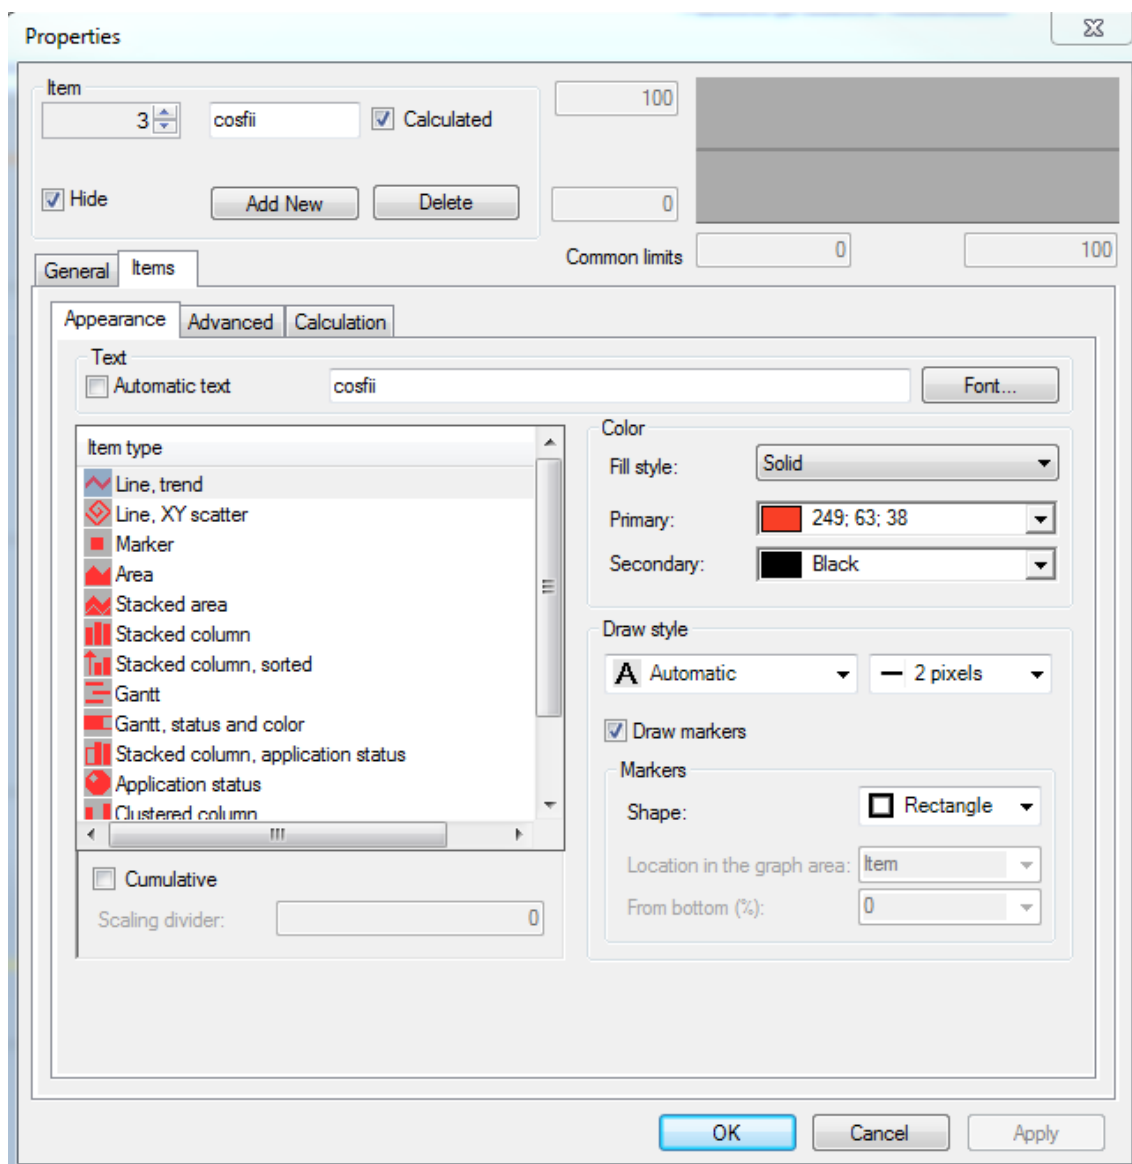 Properties
Item
3 cosfii Calculated 100
Hide Add New Delete 0
Common limits 0 100
General Items
Appearance Advanced Calculation
Text
Automatic text cosfii Font...
Item type
Line, trend
Line, XY scatter
Marker
Area
Stacked area
Stacked column
Stacked column, sorted
Gantt
Gantt, status and color
Stacked column, application status
Application status
Clustered column
Cumulative
Scaling divider: 0
Color
Fill style: Solid
Primary: 249; 63; 38
Secondary: Black
Draw style
A Automatic 2 pixels
Draw markers
Markers
Shape: Rectangle
Location in the graph area: Item
From bottom (%): 0
OK Cancel Apply